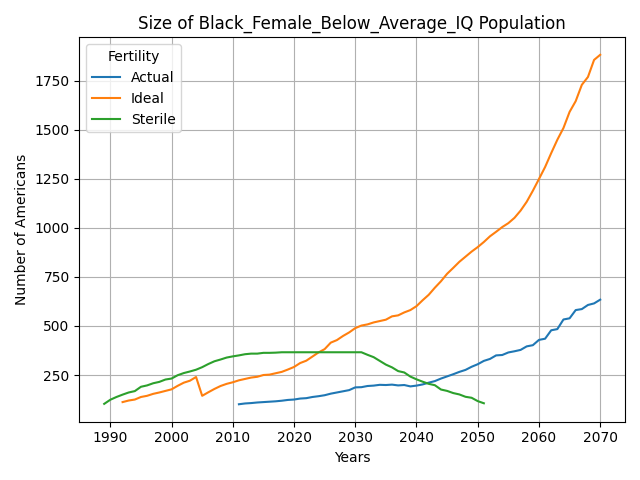 Size of Black_Female_Below_Average_IQ Population
Fertility
Actual
Ideal
Sterile
Number of Americans
1750
1500
1250
1000
750
500
250
1990 2000 2010 2020 2030 2040 2050 2060 2070
Years